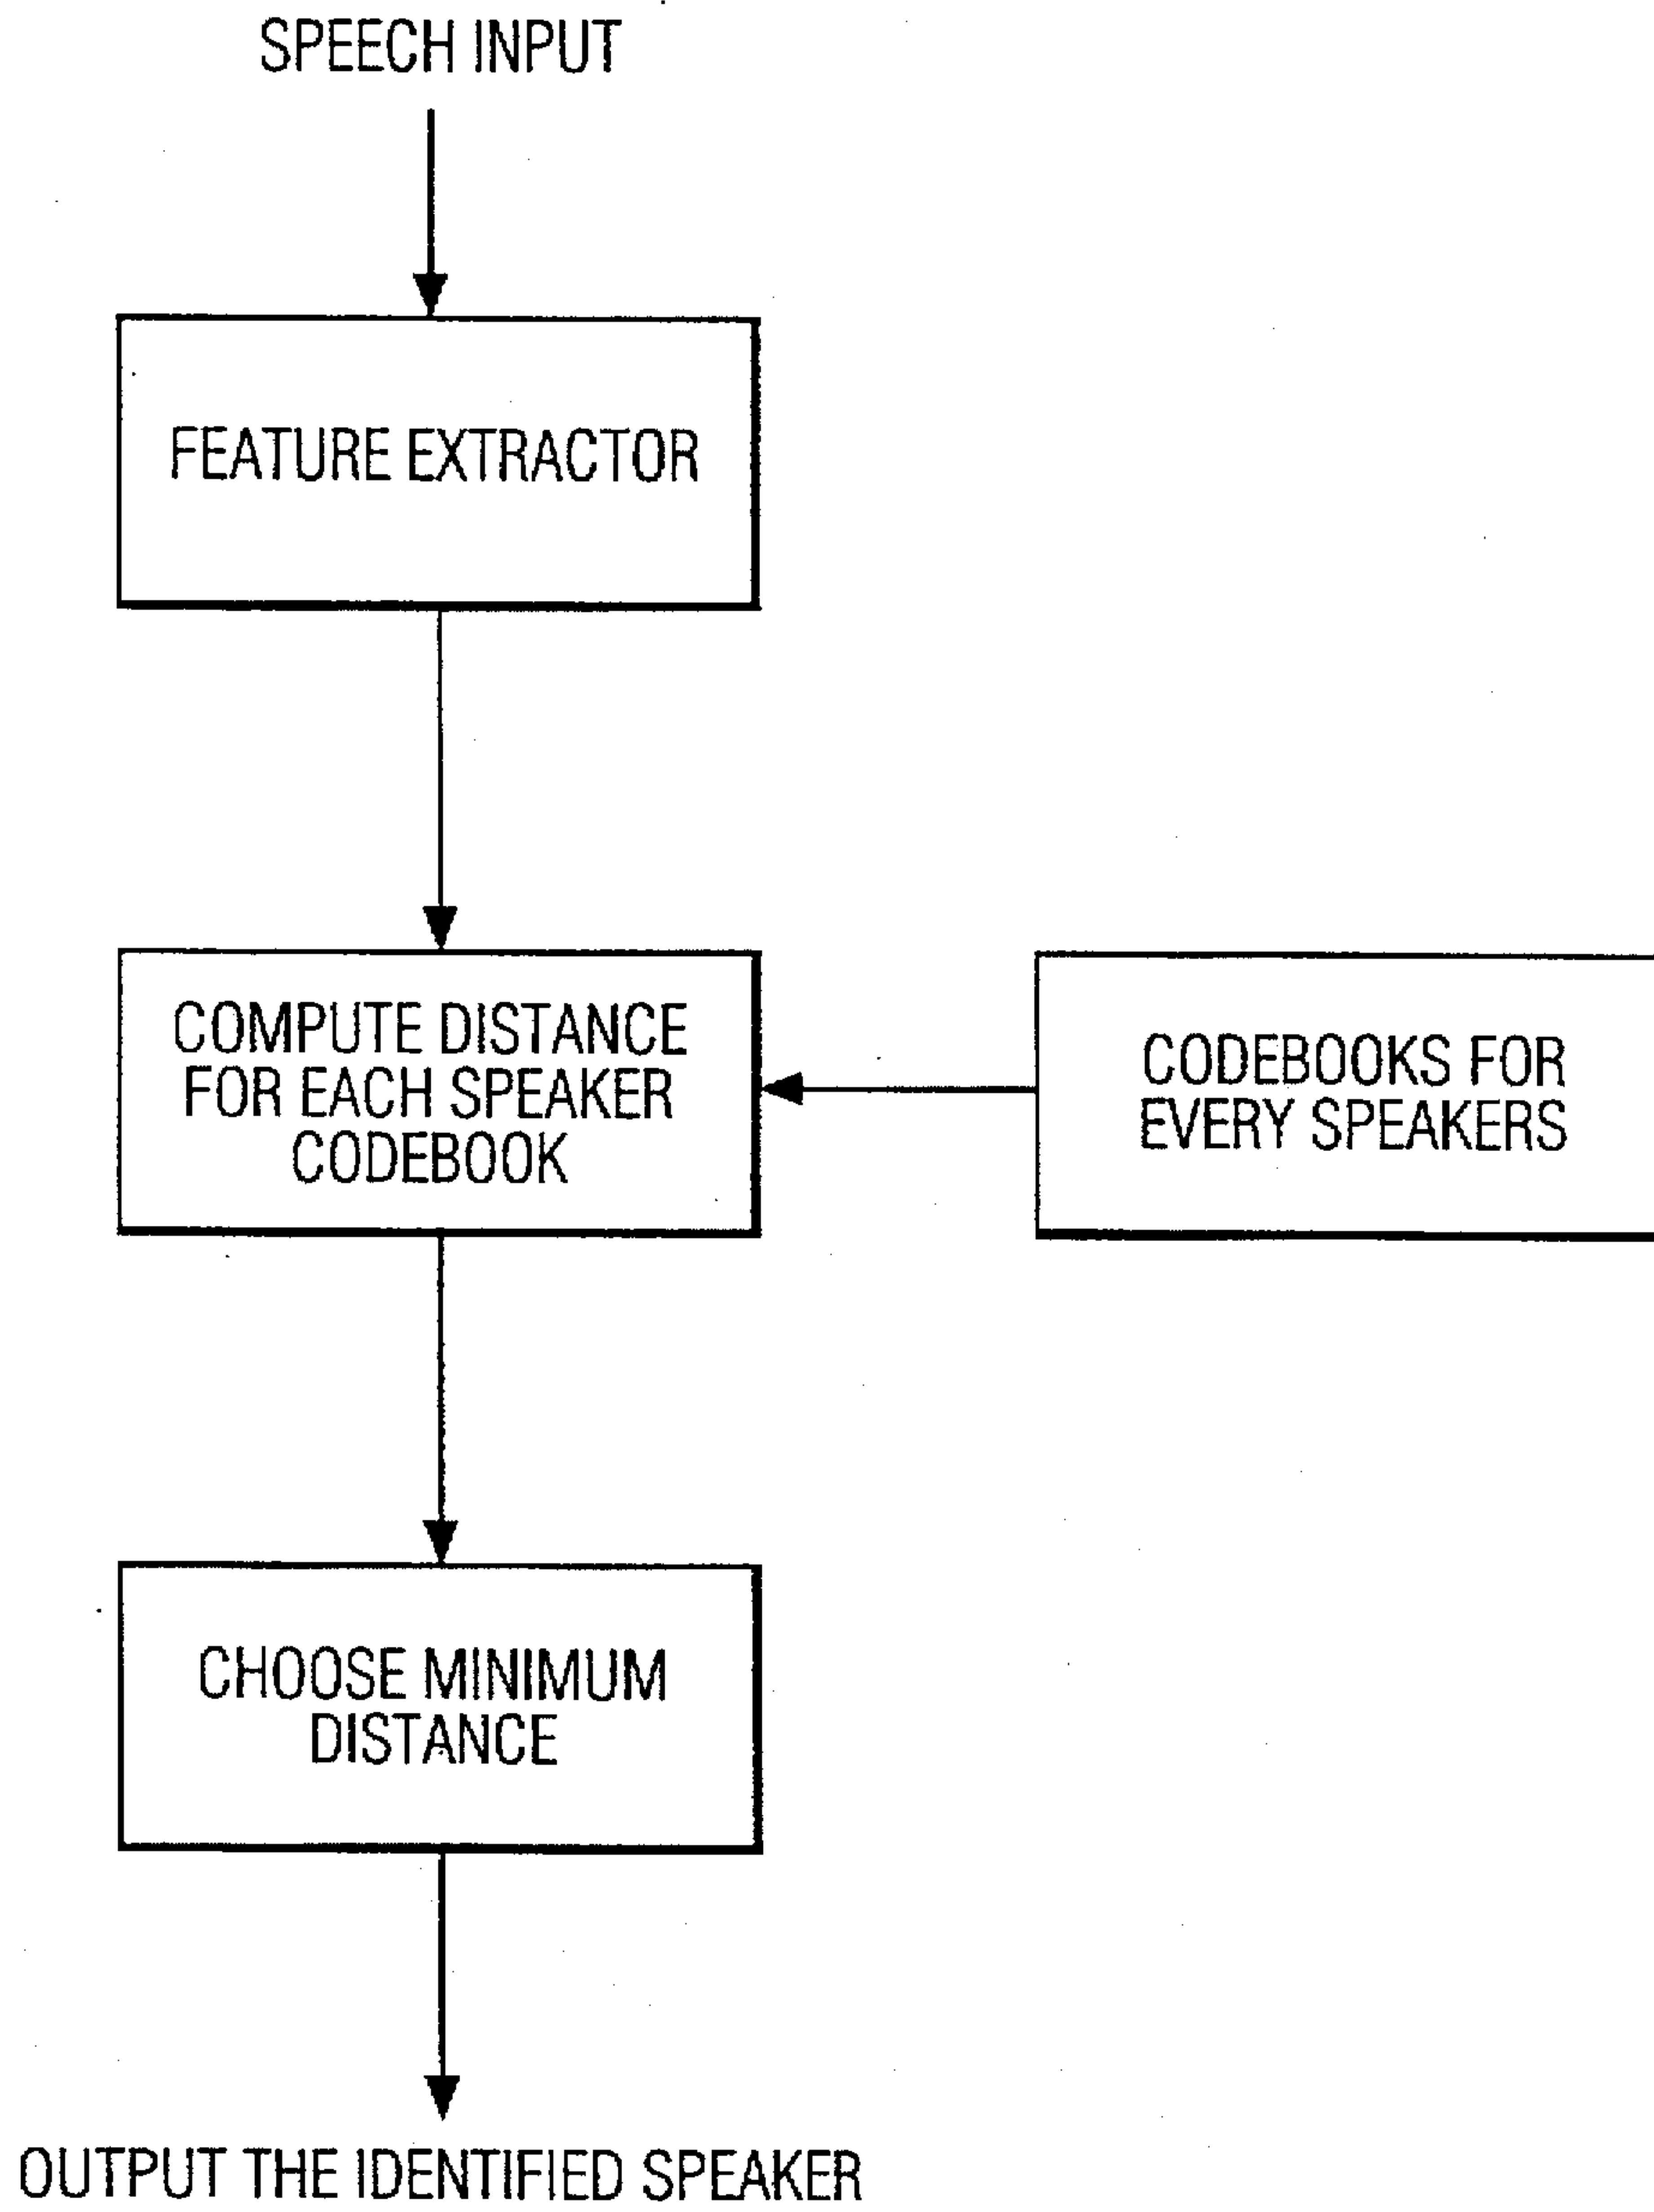 SPEECH INPUT
FEATURE EXTRACTOR
COMPUTE DISTANCE
FOR EACH SPEAKER
CODEBOOK
CODEBOOKS FOR
EVERY SPEAKERS
CHOOSE MINIMUM
DISTANCE
OUTPUT THE IDENTIFIED SPEAKER